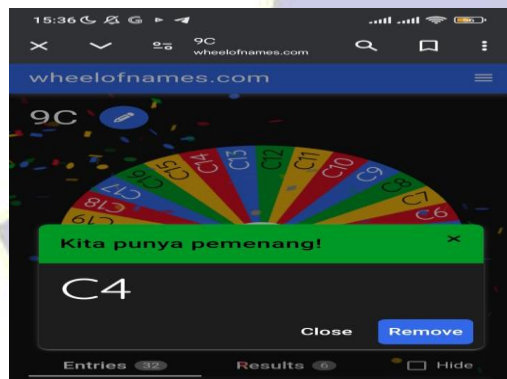 15:36
9C
wheelofnames.com
wheelofnames.com
9C
C19
C18
C17
C16
C15
C14
C13
C12
C11
C10
C9
C8
C7
C6
Kita punya pemenang!
C4
Close Remove
Entries 32 Results 6 Hide